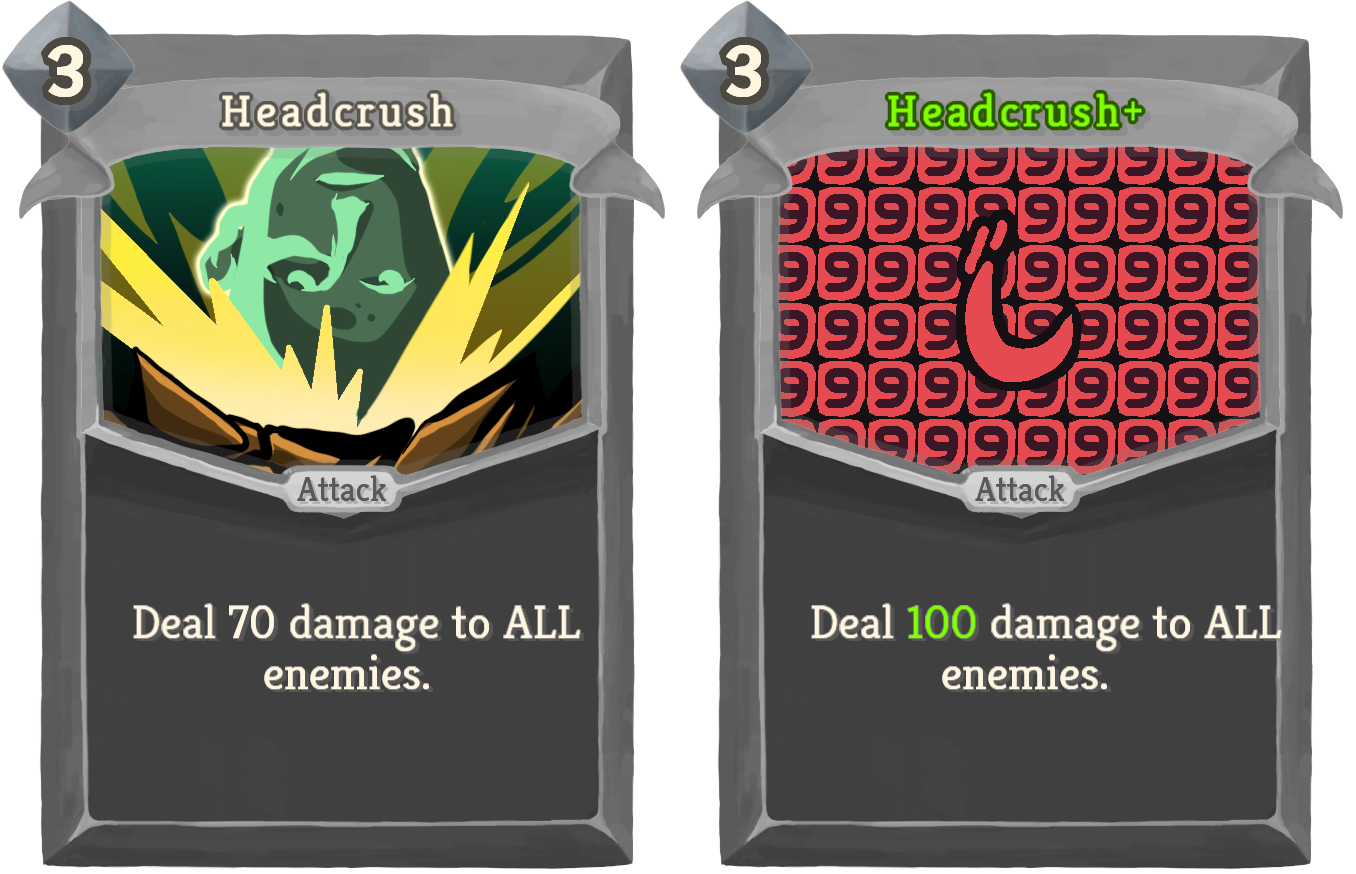 3
Headcrush
Attack
Deal 70 damage to ALL
enemies.
3
Headcrush+
Attack
Deal 100 damage to ALL
enemies.